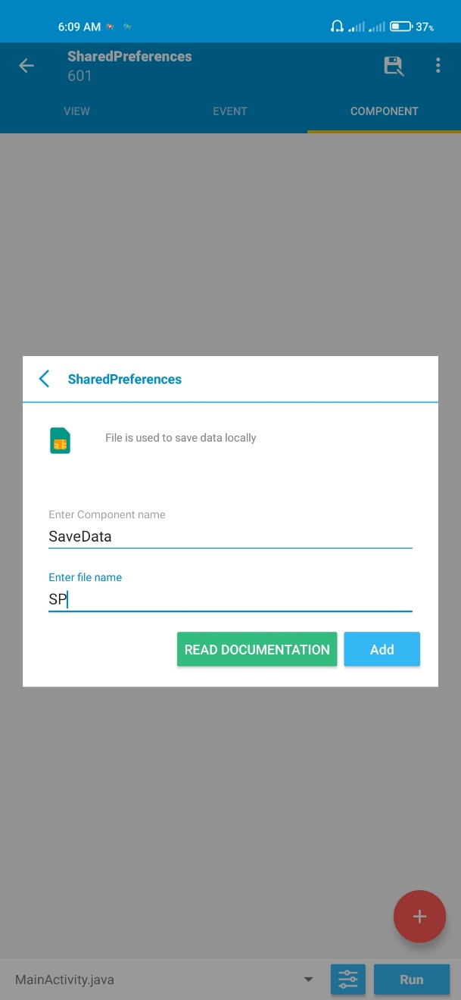 6:09 AM
37%
SharedPreferences
601
VIEW EVENT COMPONENT
SharedPreferences
File is used to save data locally
Enter Component name
SaveData
Enter file name
SP
READ DOCUMENTATION Add
MainActivity.java Run